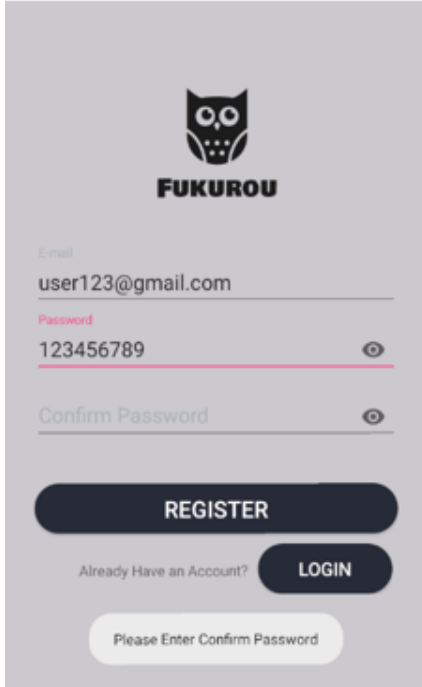 FUKUROU
E-mail
user123@gmail.com
Password
123456789
Confirm Password
REGISTER
Already Have an Account? LOGIN
Please Enter Confirm Password